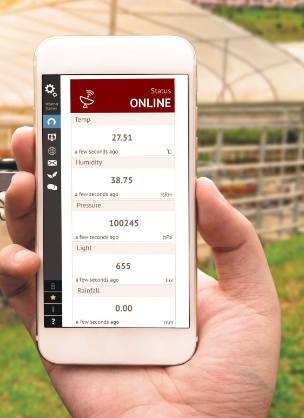 Status
ONLINE
Temp
27.51
a few seconds ago °C
Humidity
38.75
a few seconds ago %RH
Pressure
100245
a few seconds ago hPa
Light
655
a few seconds ago lux
Rainfall
0.00
a few seconds ago mm
?